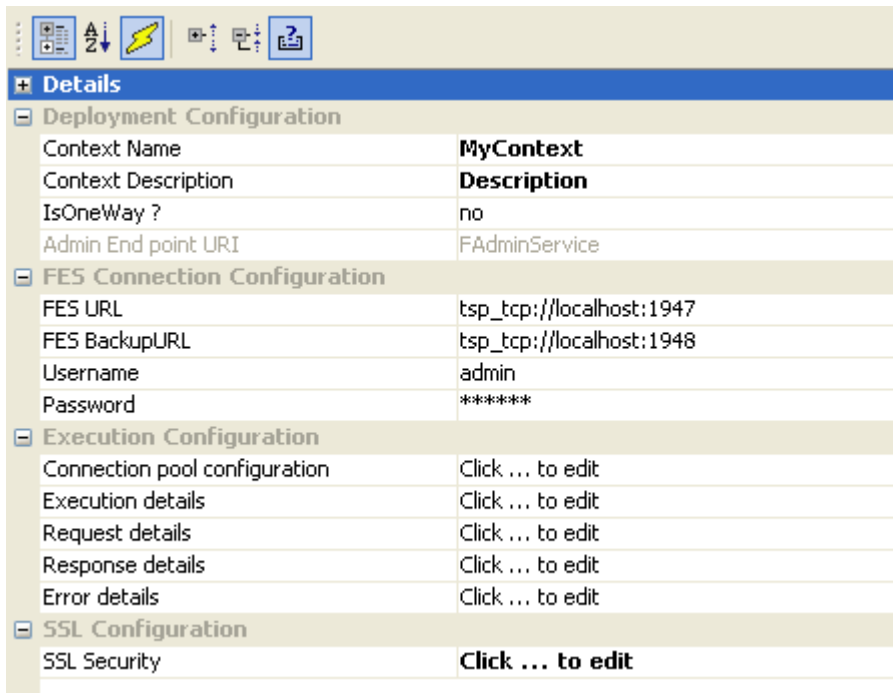 Details
Deployment Configuration
Context Name MyContext
Context Description Description
IsOneWay ? no
Admin End point URI FAdminService
FES Connection Configuration
FES URL tsp_tcp://localhost:1947
FES BackupURL tsp_tcp://localhost:1948
Username admin
Password ******
Execution Configuration
Connection pool configuration Click ... to edit
Execution details Click ... to edit
Request details Click ... to edit
Response details Click ... to edit
Error details Click ... to edit
SSL Configuration
SSL Security Click ... to edit